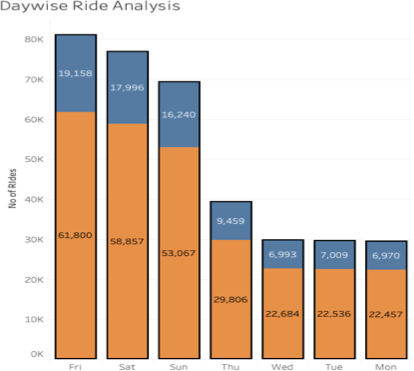 Daywise Ride Analysis
No of Rides
80K
70K
60K
50K
40K
30K
20K
10K
0K
19,158
17,996
16,240
9,459
6,993
7,009
6,970
61,800
58,857
53,067
29,806
22,684
22,536
22,457
Fri
Sat
Sun
Thu
Wed
Tue
Mon